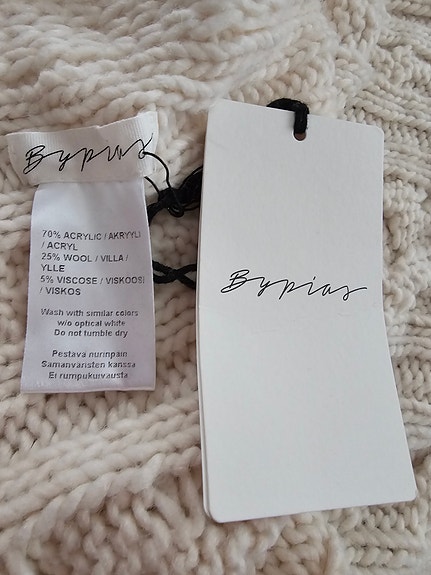 Bypias
70% ACRYLIC / AKRYYLI
/ ACRYL
25% WOOL / VILLA /
YLLE
5% VISCOSE / VISKOOSI
/ VISKOS
Wash with similar colors
w/o optical white
Do not tumble dry
Pestava nurinpäin
Samanväristen kanssa
Ei rumpukuivausta
Bypias